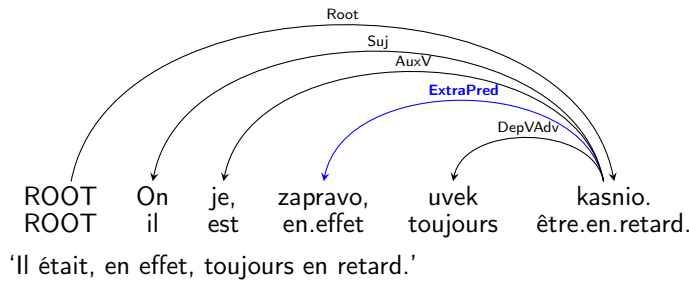 Root
Suj
AuxV
ExtraPred
DepVAdv
ROOT On je, zapravo, uvek kasnio.
ROOT il est en.effet toujours être.en.retard.
‘Il était, en effet, toujours en retard.’